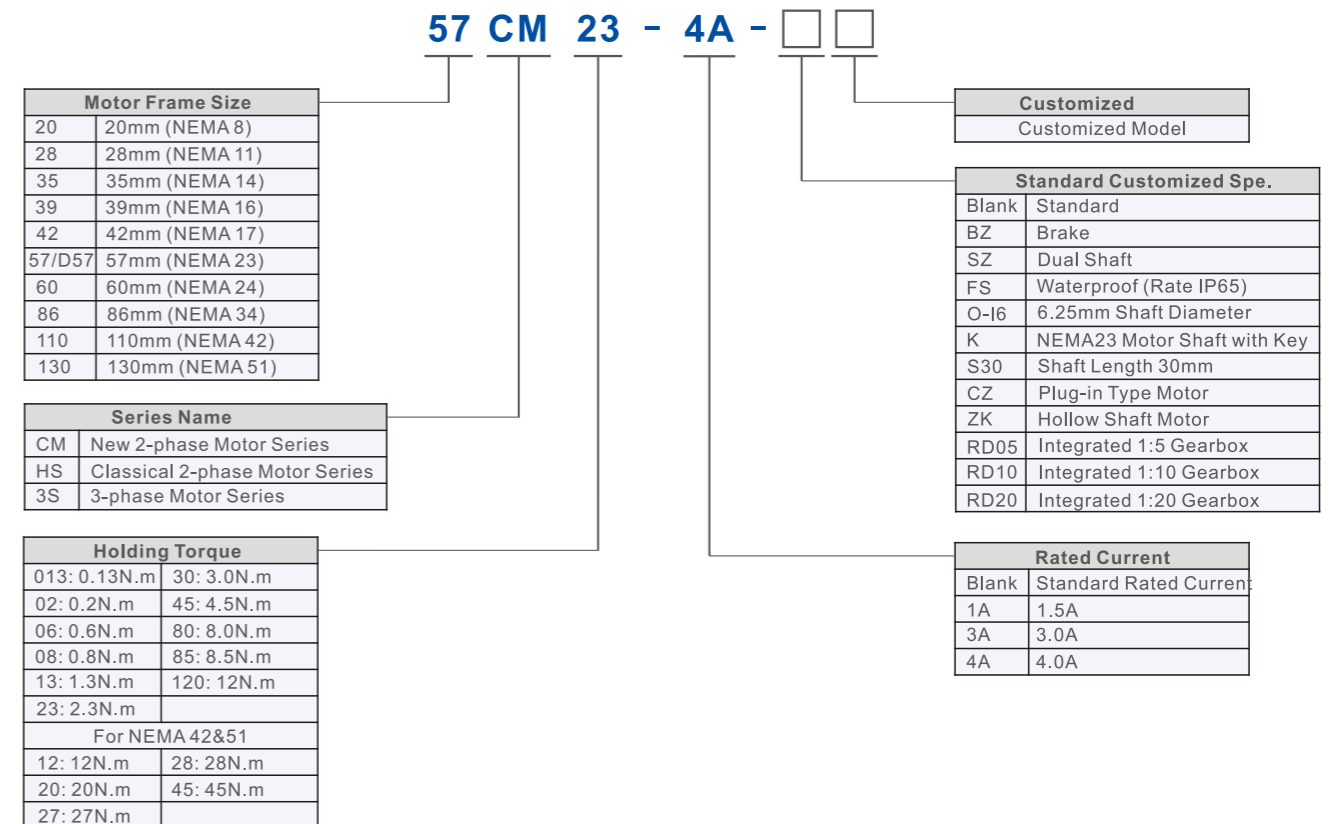 57 CM 23 - 4A - □ □
Motor Frame Size
20 20mm (NEMA 8)
28 28mm (NEMA 11)
35 35mm (NEMA 14)
39 39mm (NEMA 16)
42 42mm (NEMA 17)
57/D57 57mm (NEMA 23)
60 60mm (NEMA 24)
86 86mm (NEMA 34)
110 110mm (NEMA 42)
130 130mm (NEMA 51)
Series Name
CM New 2-phase Motor Series
HS Classical 2-phase Motor Series
3S 3-phase Motor Series
Holding Torque
013: 0.13N.m 30: 3.0N.m
02: 0.2N.m 45: 4.5N.m
06: 0.6N.m 80: 8.0N.m
08: 0.8N.m 85: 8.5N.m
13: 1.3N.m 120: 12N.m
23: 2.3N.m
For NEMA 42&51
12: 12N.m 28: 28N.m
20: 20N.m 45: 45N.m
27: 27N.m
Customized
Customized Model
Standard Customized Spe.
Blank Standard
BZ Brake
SZ Dual Shaft
FS Waterproof (Rate IP65)
O-I6 6.25mm Shaft Diameter
K NEMA23 Motor Shaft with Key
S30 Shaft Length 30mm
CZ Plug-in Type Motor
ZK Hollow Shaft Motor
RD05 Integrated 1:5 Gearbox
RD10 Integrated 1:10 Gearbox
RD20 Integrated 1:20 Gearbox
Rated Current
Blank Standard Rated Current
1A 1.5A
3A 3.0A
4A 4.0A